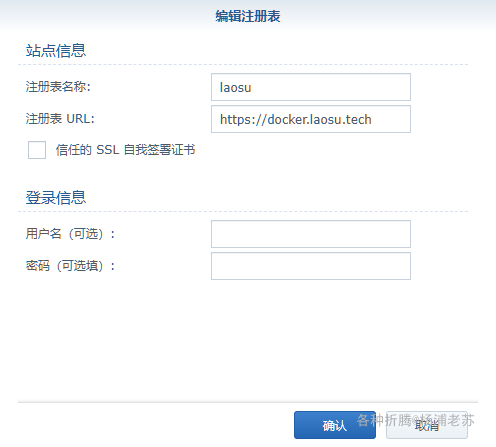 编辑注册表
站点信息
注册表名称:
laosu
注册表 URL:
https://docker.laosu.tech
信任的 SSL 自我签署证书
登录信息
用户名（可选）:
密码（可选填）:
确认
取消
各种折腾@杨浦老苏